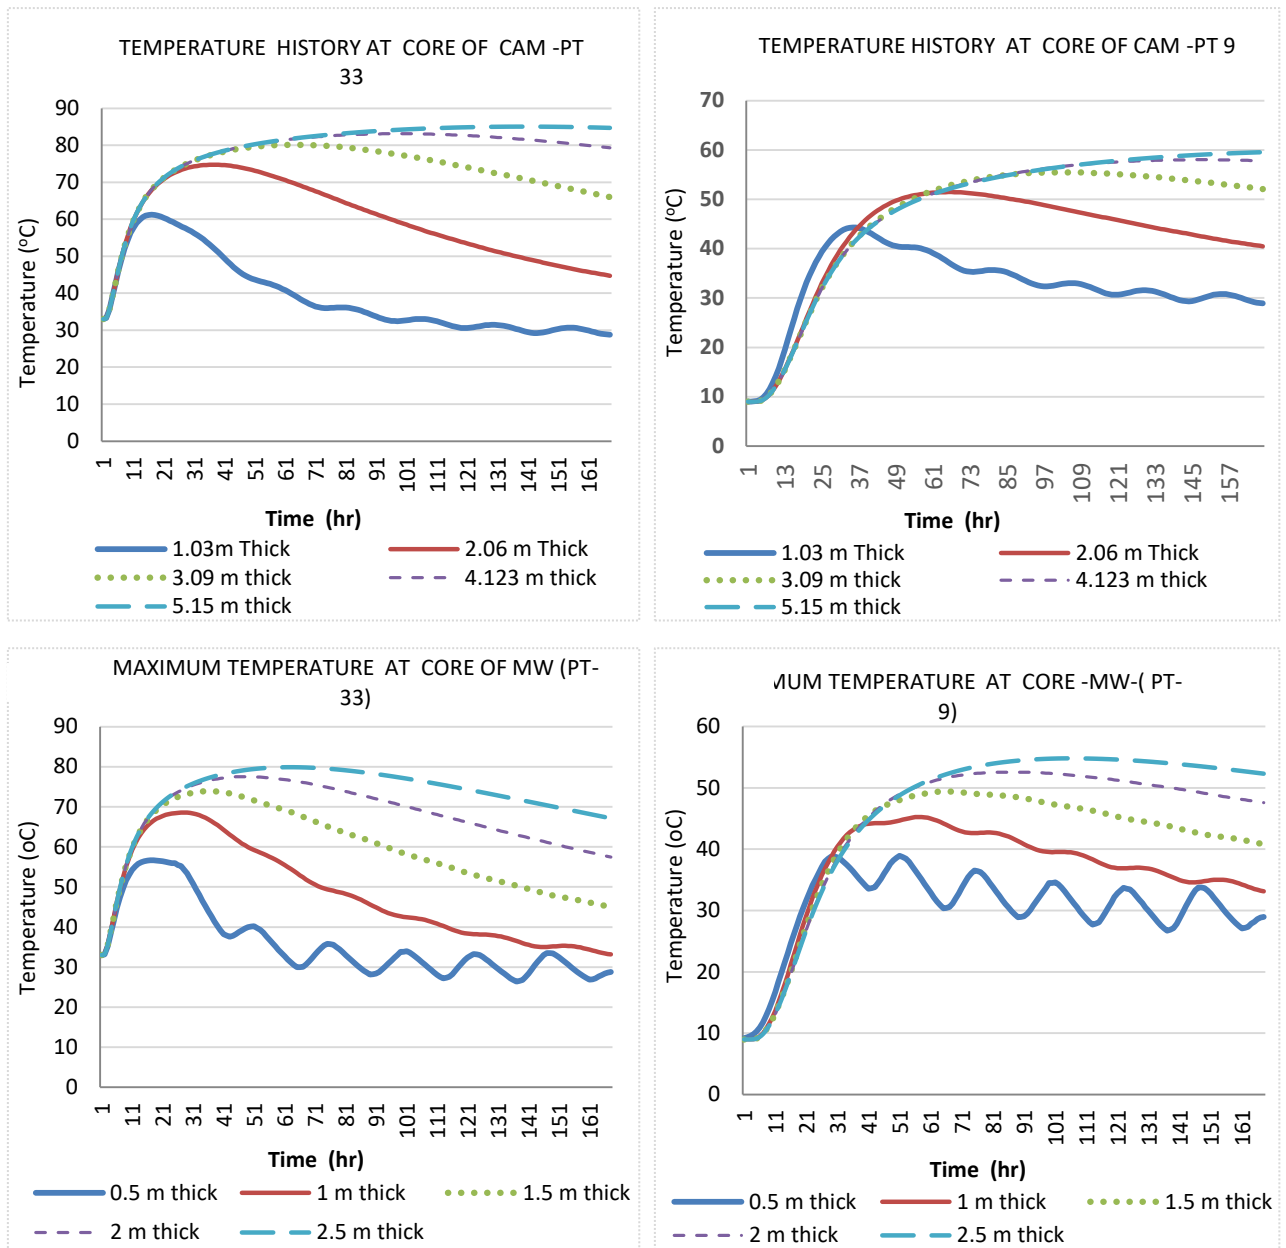 TEMPERATURE HISTORY AT CORE OF CAM -PT
33
90
80
70
60
50
40
30
20
10
0
Temperature (ºC)
1 11 21 31 41 51 61 71 81 91 101 111 121 131 141 151 161
Time (hr)
1.03m Thick 2.06 m Thick
3.09 m thick 4.123 m thick
5.15 m thick
TEMPERATURE HISTORY AT CORE OF CAM -PT 9
70
60
50
40
30
20
10
0
Temperature (ºC)
1 13 25 37 49 61 73 85 97 109 121 133 145 157
Time (hr)
1.03 m Thick 2.06 m Thick
3.09 m thick 4.123 m thick
5.15 m thick
MAXIMUM TEMPERATURE AT CORE OF MW (PT-
33)
90
80
70
60
50
40
30
20
10
0
Temperature (oC)
1 11 21 31 41 51 61 71 81 91 101 111 121 131 141 151 161
Time (hr)
0.5 m thick 1 m thick 1.5 m thick
2 m thick 2.5 m thick
MUM TEMPERATURE AT CORE -MW-( PT-
9)
60
50
40
30
20
10
0
Temperature (oC)
1 11 21 31 41 51 61 71 81 91 101 111 121 131 141 151 161
Time (hr)
0.5 m thick 1 m thick 1.5 m thick
2 m thick 2.5 m thick